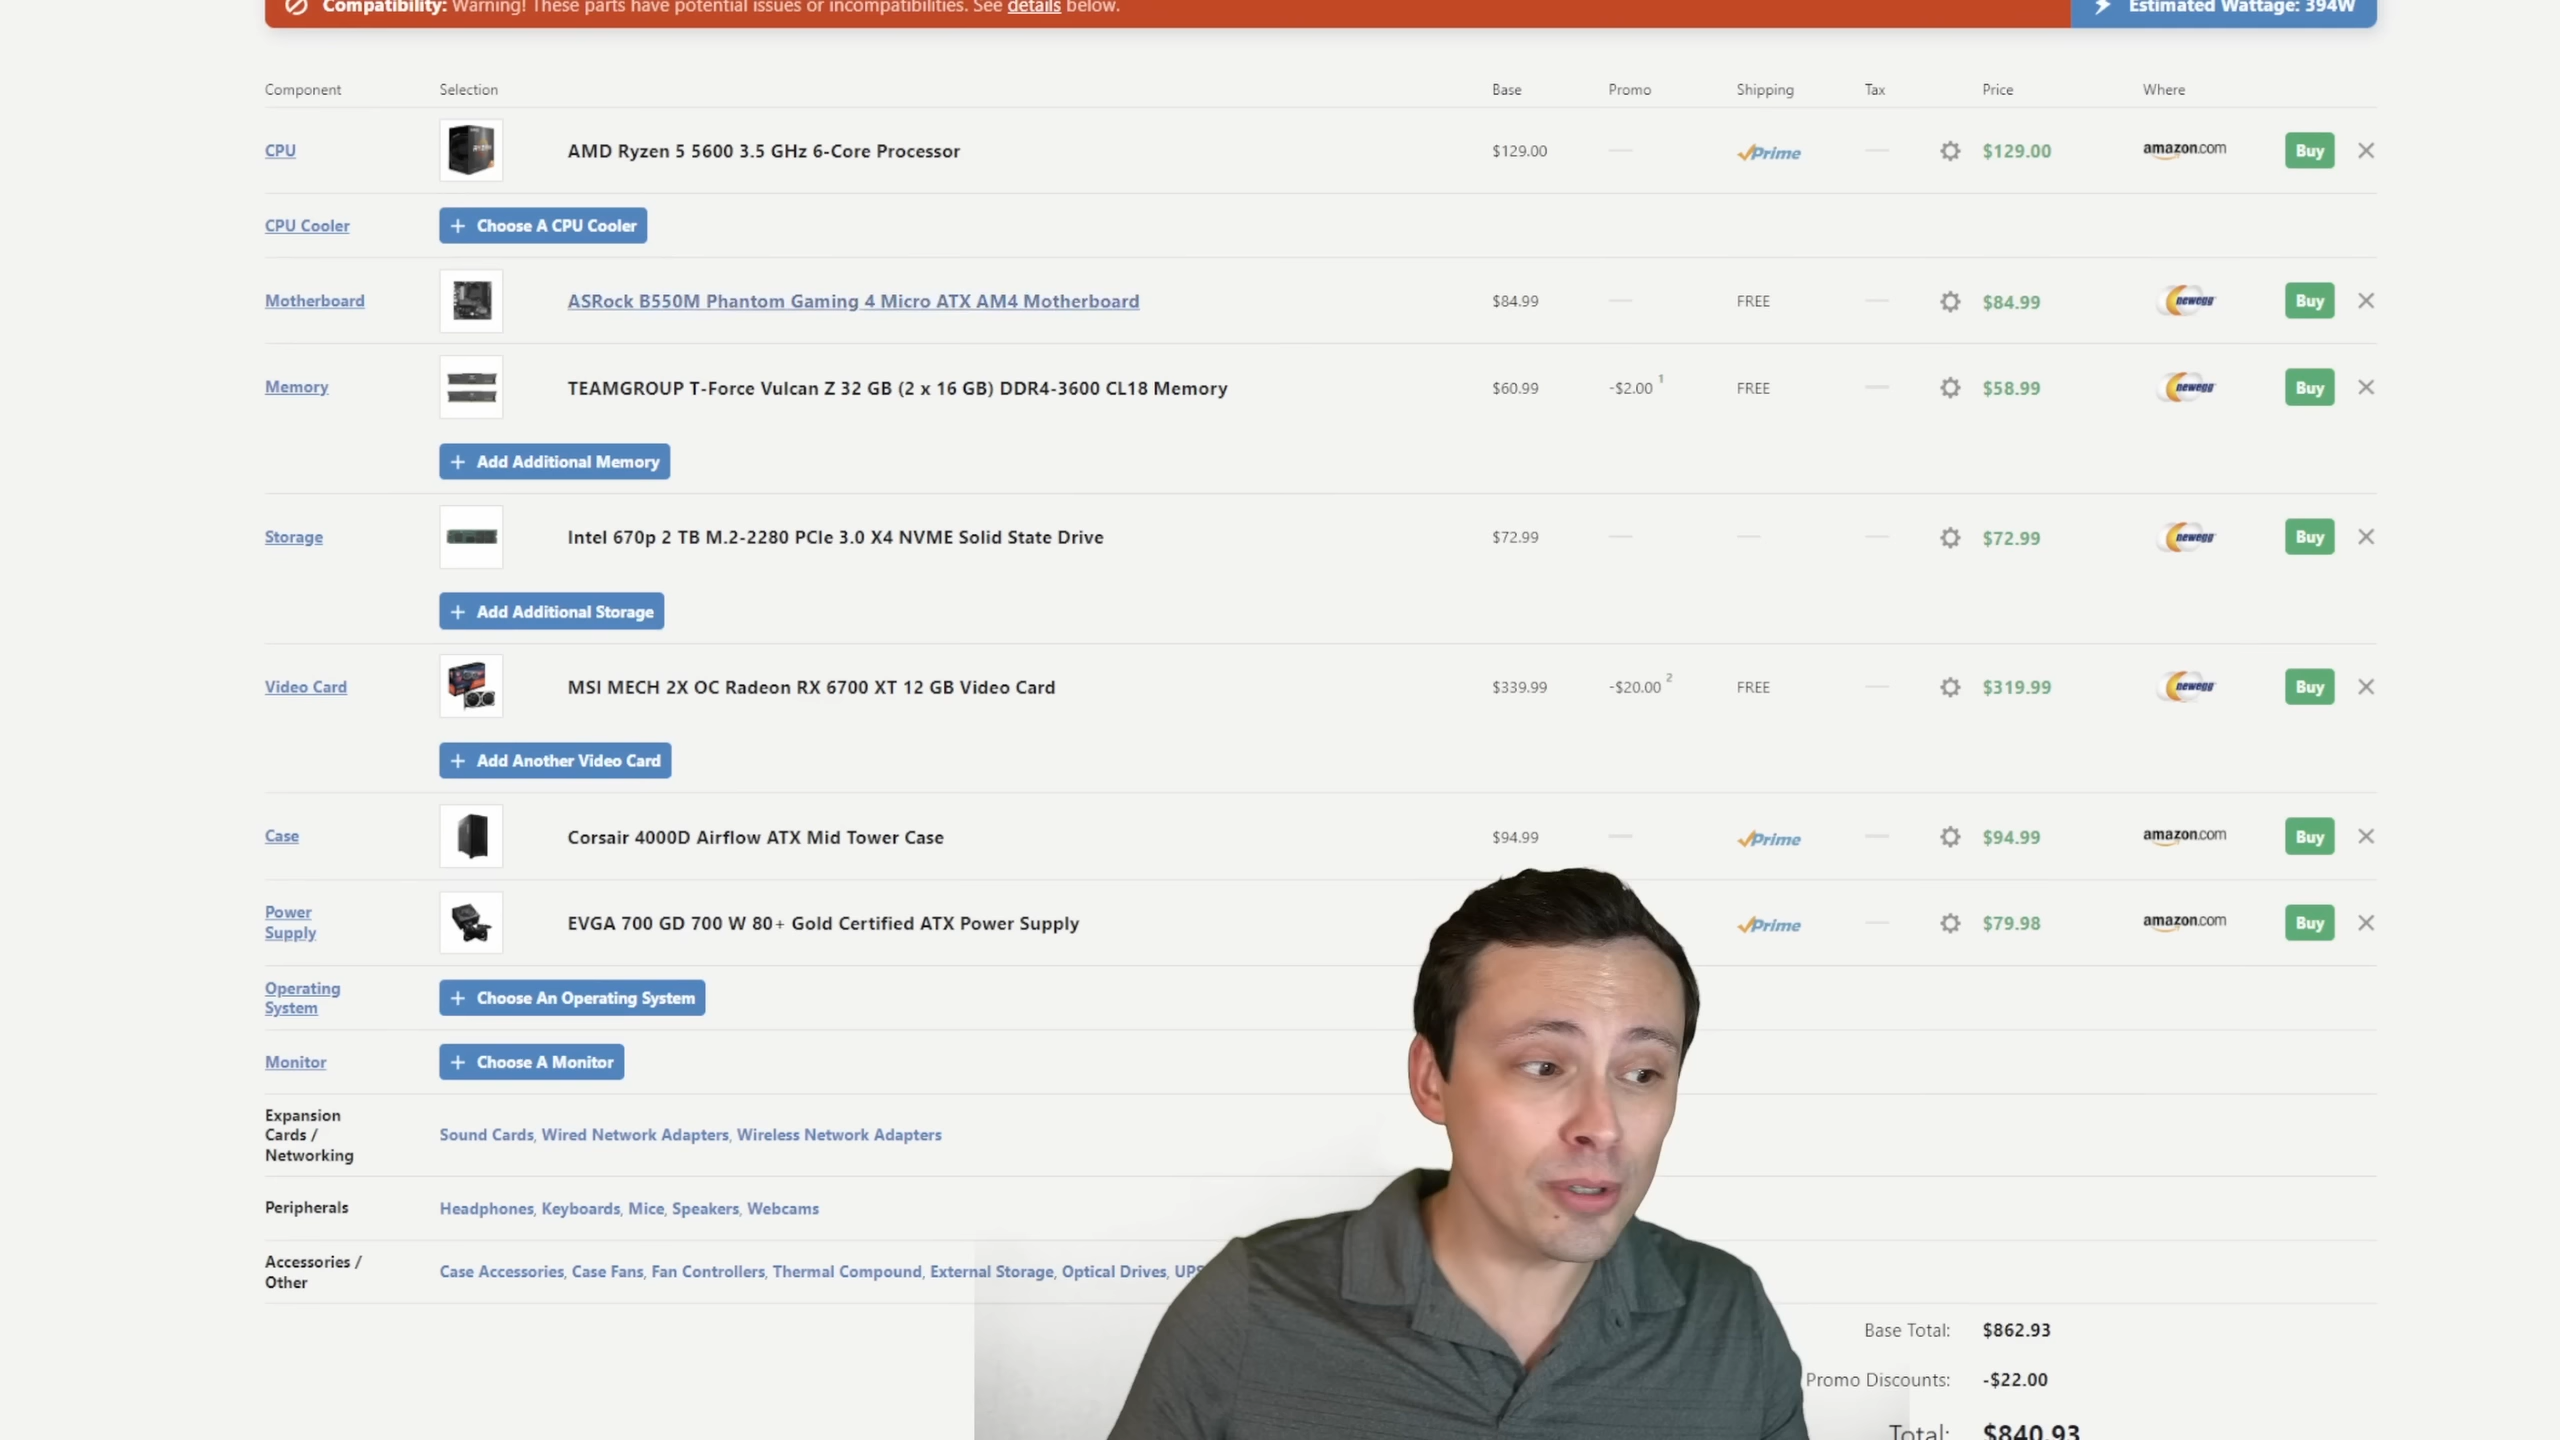 Compatibility: Warning! These parts have potential issues or incompatibilities. See details below.
Estimated Wattage: 394W
Component Selection Base Promo Shipping Tax Price Where
CPU AMD Ryzen 5 5600 3.5 GHz 6-Core Processor $129.00 — Prime — $129.00 amazon.com Buy
CPU Cooler + Choose A CPU Cooler
Motherboard ASRock B550M Phantom Gaming 4 Micro ATX AM4 Motherboard $84.99 — FREE — $84.99 newegg Buy
Memory TEAMGROUP T-Force Vulcan Z 32 GB (2 x 16 GB) DDR4-3600 CL18 Memory $60.99 -$2.00 1 FREE — $58.99 newegg Buy
+ Add Additional Memory
Storage Intel 670p 2 TB M.2-2280 PCIe 3.0 X4 NVME Solid State Drive $72.99 — — — $72.99 newegg Buy
+ Add Additional Storage
Video Card MSI MECH 2X OC Radeon RX 6700 XT 12 GB Video Card $339.99 -$20.00 2 FREE — $319.99 newegg Buy
+ Add Another Video Card
Case Corsair 4000D Airflow ATX Mid Tower Case $94.99 — Prime — $94.99 amazon.com Buy
Power
Supply EVGA 700 GD 700 W 80+ Gold Certified ATX Power Supply Prime — $79.98 amazon.com Buy
Operating
System + Choose An Operating System
Monitor + Choose A Monitor
Expansion
Cards /
Networking Sound Cards, Wired Network Adapters, Wireless Network Adapters
Peripherals Headphones, Keyboards, Mice, Speakers, Webcams
Accessories /
Other Case Accessories, Case Fans, Fan Controllers, Thermal Compound, External Storage, Optical Drives, UPS
Base Total: $862.93
Promo Discounts: -$22.00
Total: $840.93